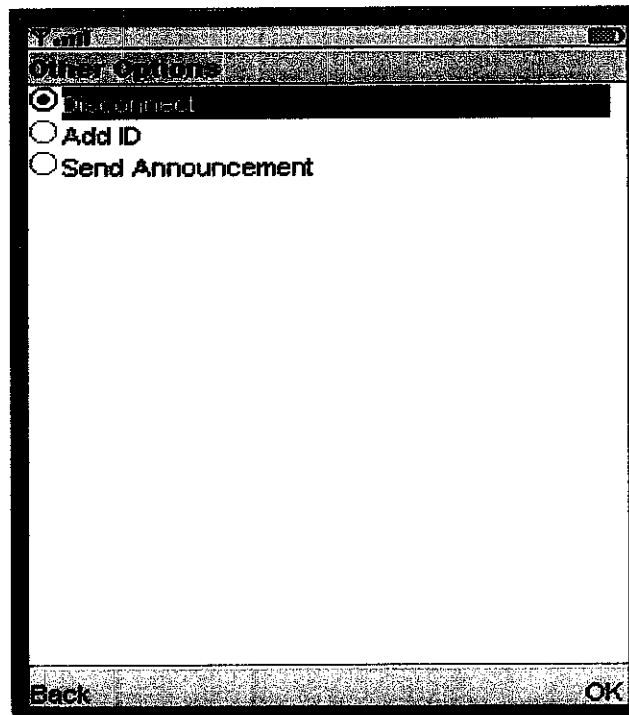 Other Options
Disconnect
Add ID
Send Announcement
Back
OK